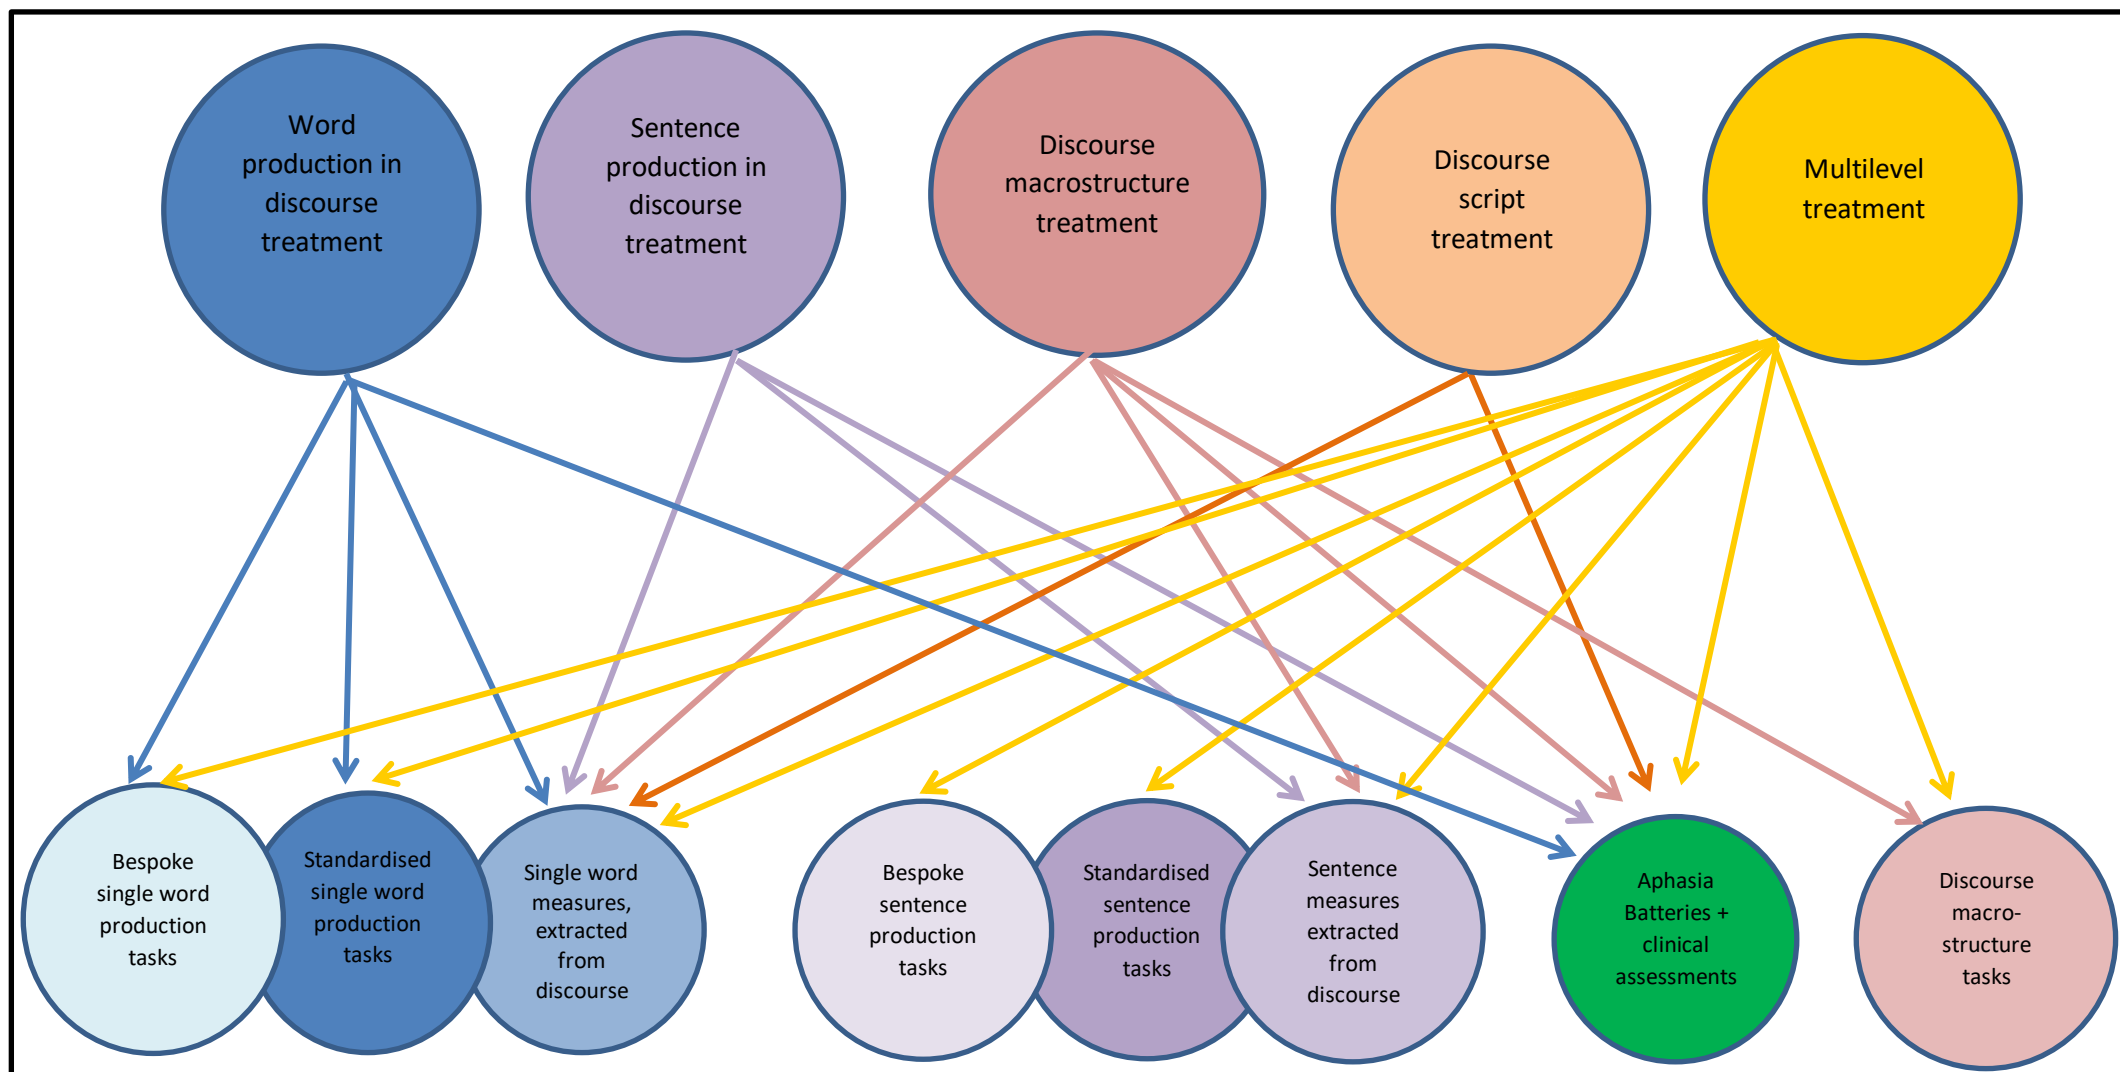 Word
production in
discourse
treatment
Sentence
production in
discourse
treatment
Discourse
macrostructure
treatment
Discourse
script
treatment
Multilevel
treatment
Bespoke
single word
production
tasks
Standardised
single word
production
tasks
Single word
measures,
extracted
from
discourse
Bespoke
sentence
production
tasks
Standardised
sentence
production
tasks
Sentence
measures
extracted
from
discourse
Aphasia
Batteries +
clinical
assessments
Discourse
macro-
structure
tasks